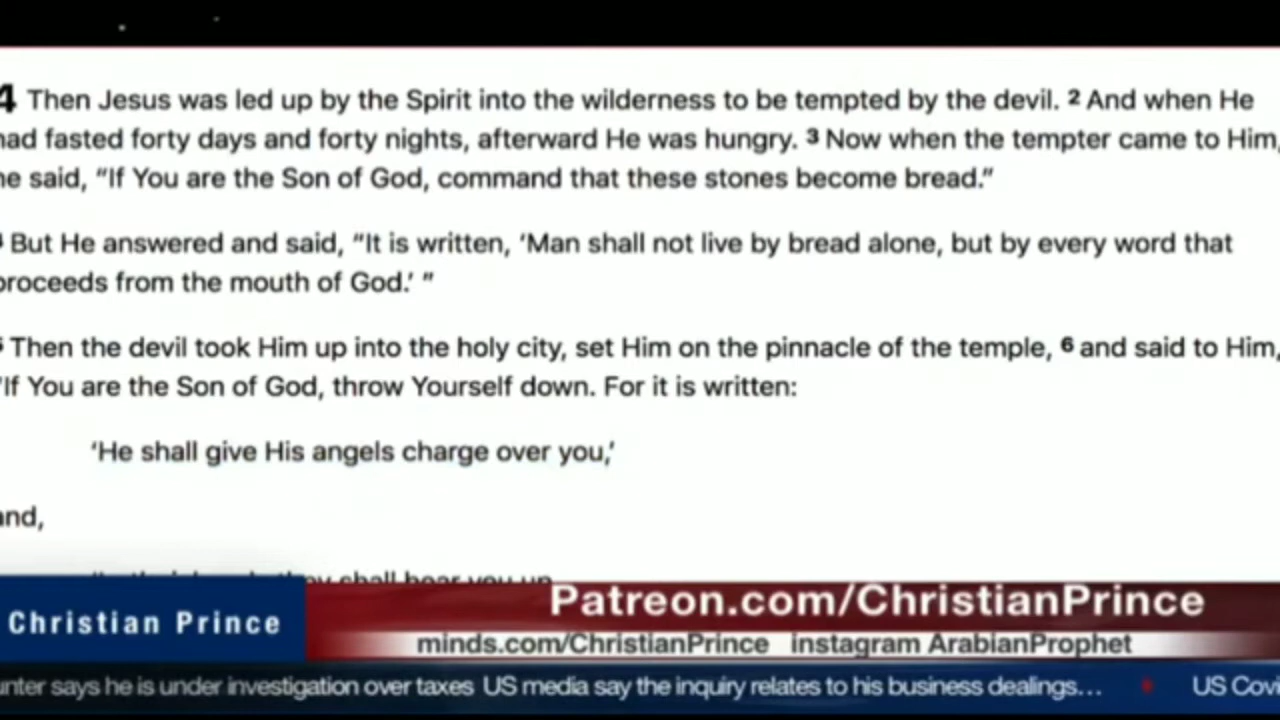 4 Then Jesus was led up by the Spirit into the wilderness to be tempted by the devil. 2 And when He
had fasted forty days and forty nights, afterward He was hungry. 3 Now when the tempter came to Him,
he said, “If You are the Son of God, command that these stones become bread.”
But He answered and said, “It is written, ‘Man shall not live by bread alone, but by every word that
proceeds from the mouth of God.’ ”
Then the devil took Him up into the holy city, set Him on the pinnacle of the temple, 6 and said to Him,
“If You are the Son of God, throw Yourself down. For it is written:
‘He shall give His angels charge over you,’
and,
they shall bear you up
Christian Prince
Patreon.com/ChristianPrince
minds.com/ChristianPrince instagram ArabianProphet
unter says he is under investigation over taxes US media say the inquiry relates to his business dealings... US Covi